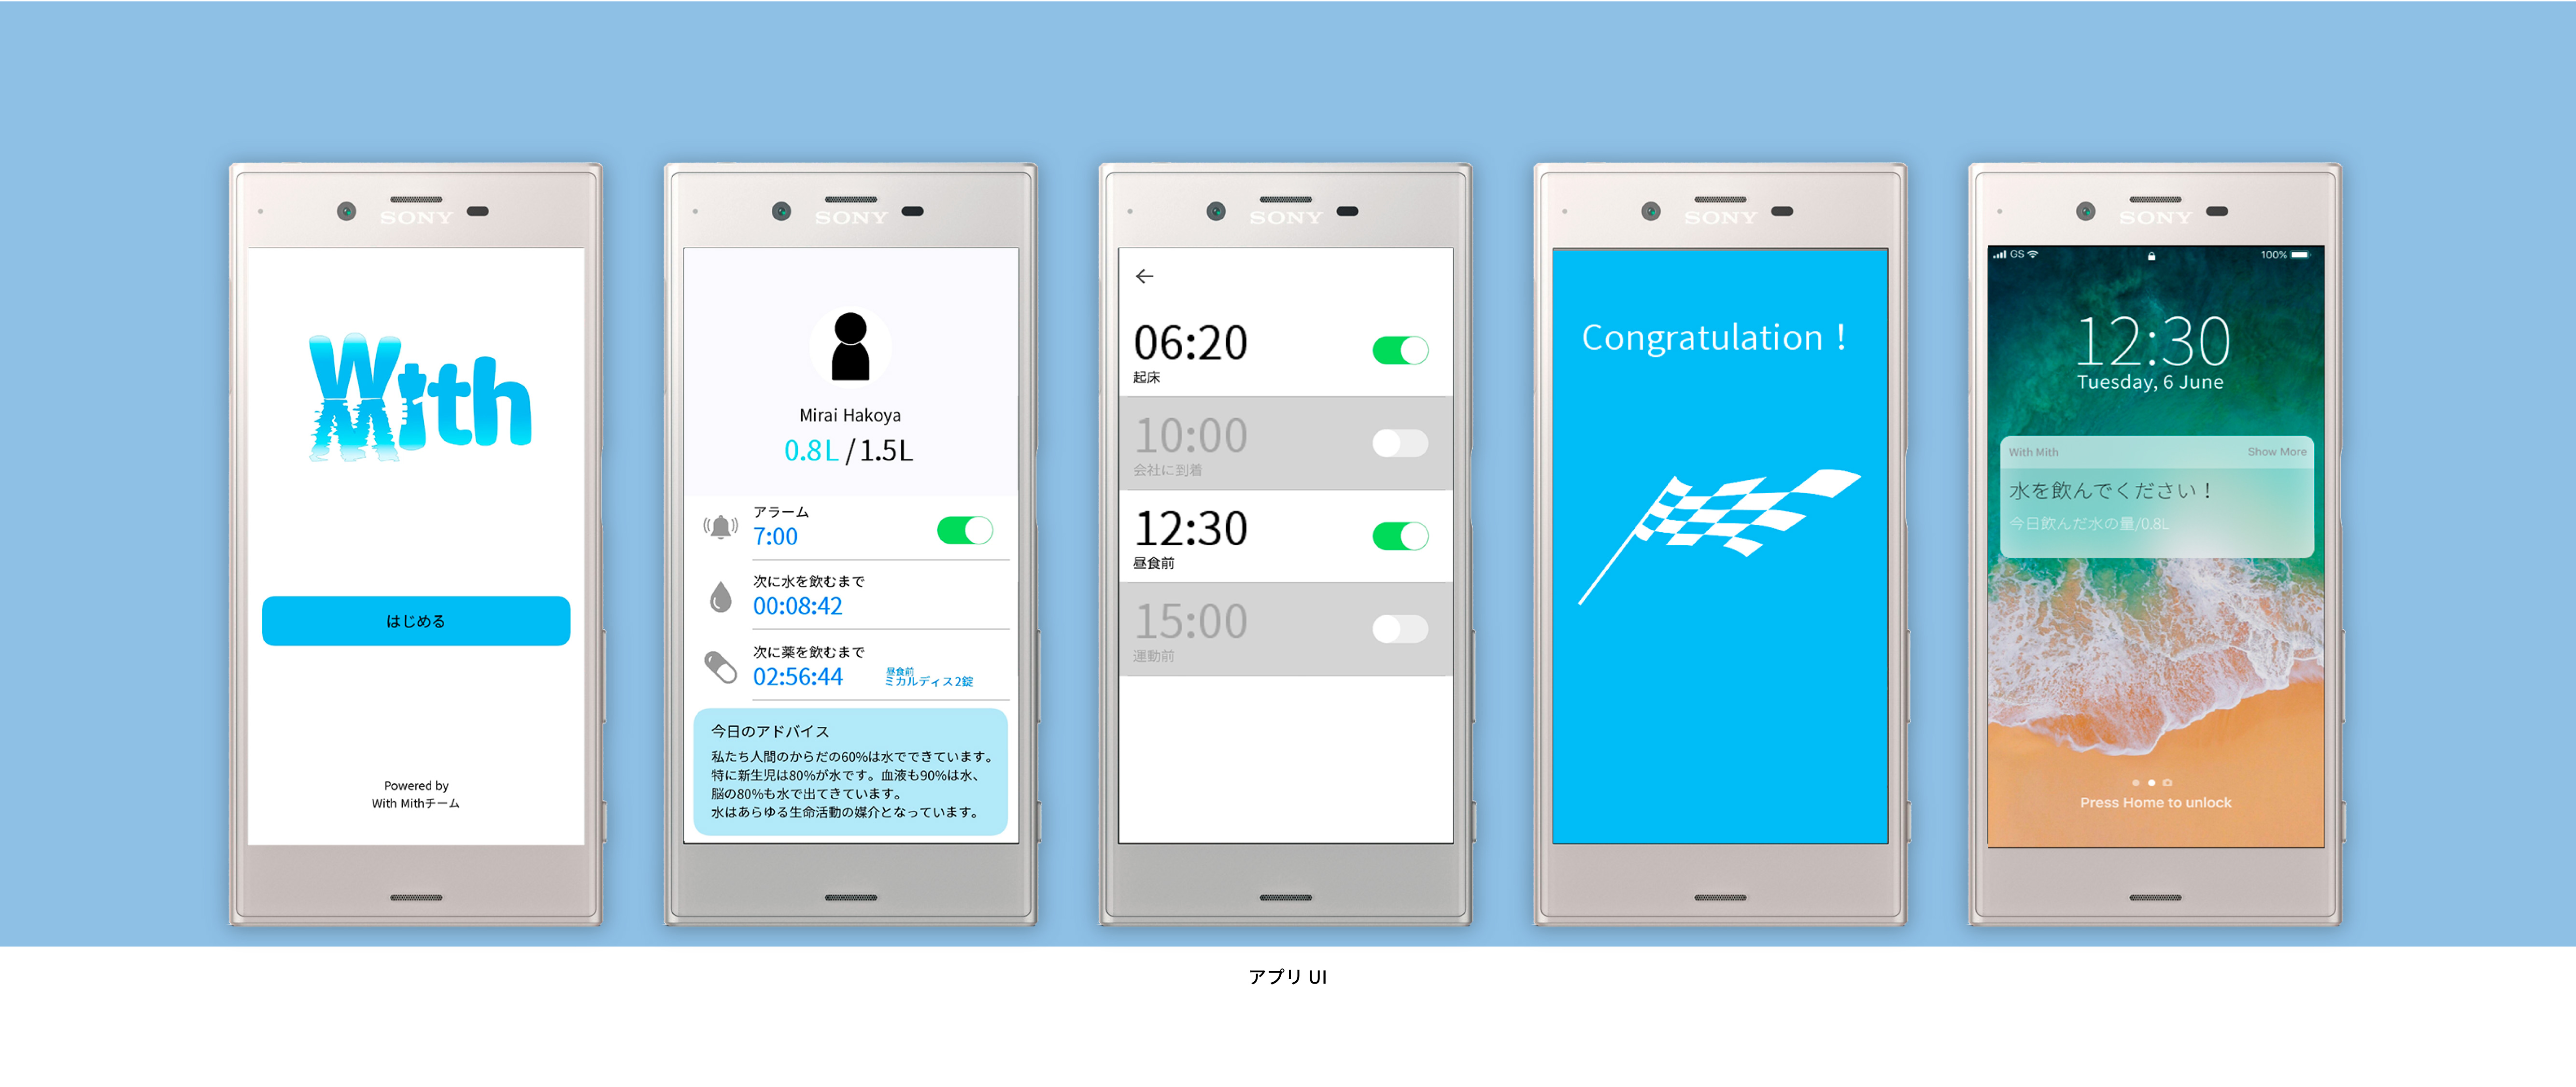 SONY
With
はじめる
Powered by
With Mithチーム
SONY
Mirai Hakoya
0.8L / 1.5L
アラーム
7:00
次に水を飲むまで
00:08:42
次に薬を飲むまで
02:56:44
昼食前
ミカルディス2錠
今日のアドバイス
私たち人間のからだの60%は水でできています。
特に新生児は80%が水です。血液も90%は水、
脳の80%も水で出てきています。
水はあらゆる生命活動の媒介となっています。
SONY
06:20
起床
10:00
会社に到着
12:30
昼食前
15:00
運動前
SONY
Congratulation！
SONY
GS 100%
12:30
Tuesday, 6 June
With Mith Show More
水を飲んでください！
今日飲んだ水の量/0.8L
Press Home to unlock
アプリ UI